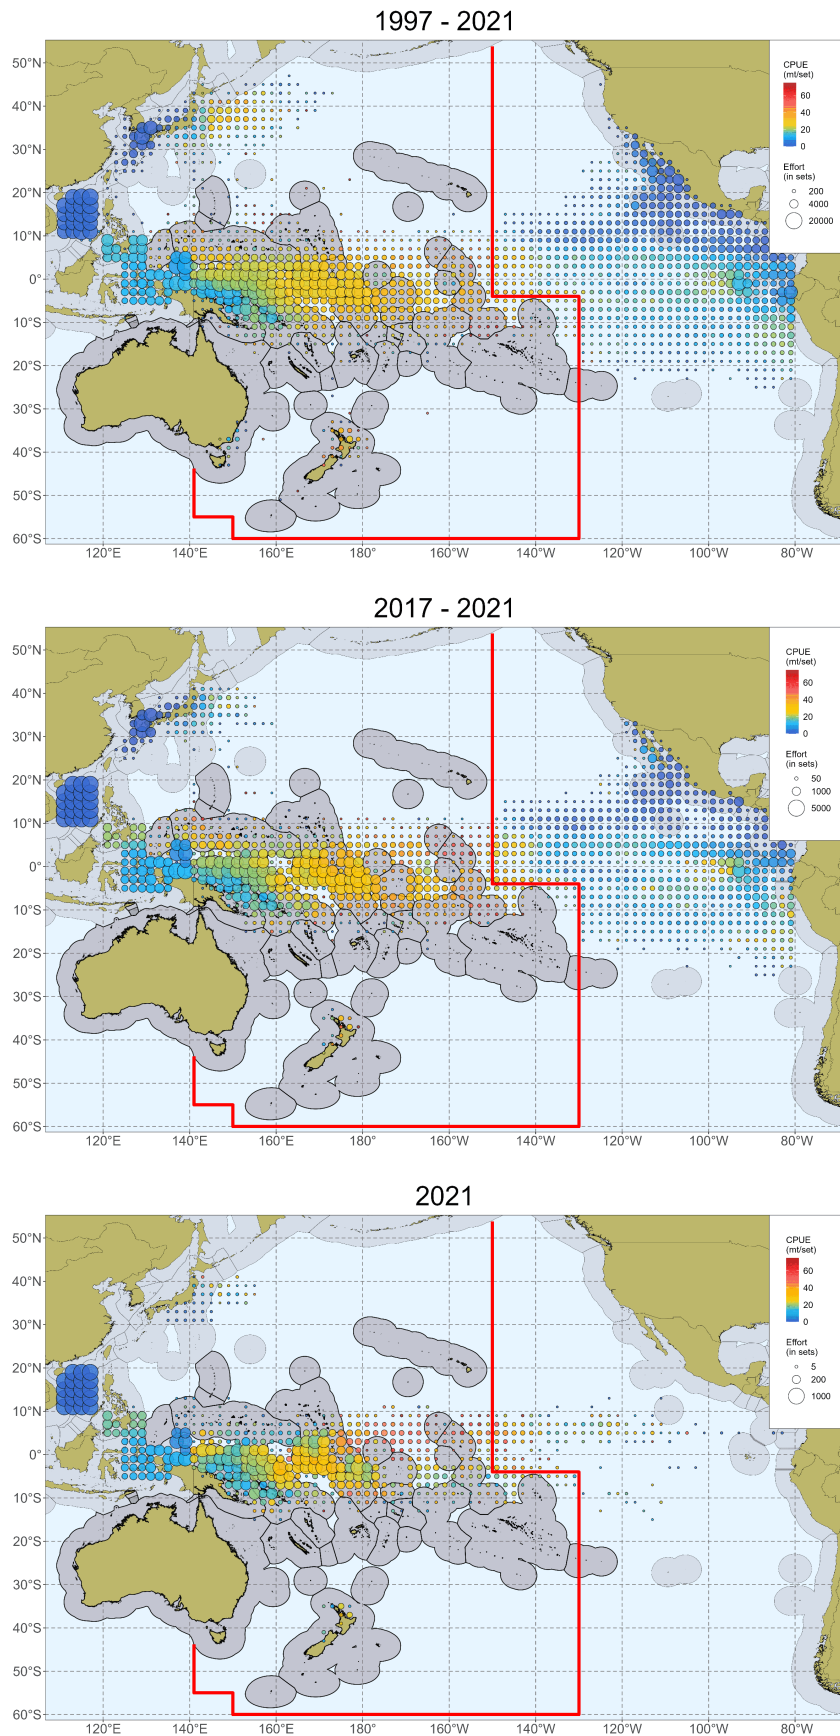 1997 - 2021
50°N
40°N
30°N
20°N
10°N
0°
10°S
20°S
30°S
40°S
50°S
60°S
120°E
140°E
160°E
180°
160°W
140°W
120°W
100°W
80°W
CPUE
(mt/set)
60
40
20
0
Effort
(in sets)
200
4000
20000
2017 - 2021
50°N
40°N
30°N
20°N
10°N
0°
10°S
20°S
30°S
40°S
50°S
60°S
120°E
140°E
160°E
180°
160°W
140°W
120°W
100°W
80°W
CPUE
(mt/set)
60
40
20
0
Effort
(in sets)
50
1000
5000
2021
50°N
40°N
30°N
20°N
10°N
0°
10°S
20°S
30°S
40°S
50°S
60°S
120°E
140°E
160°E
180°
160°W
140°W
120°W
100°W
80°W
CPUE
(mt/set)
60
40
20
0
Effort
(in sets)
5
200
1000